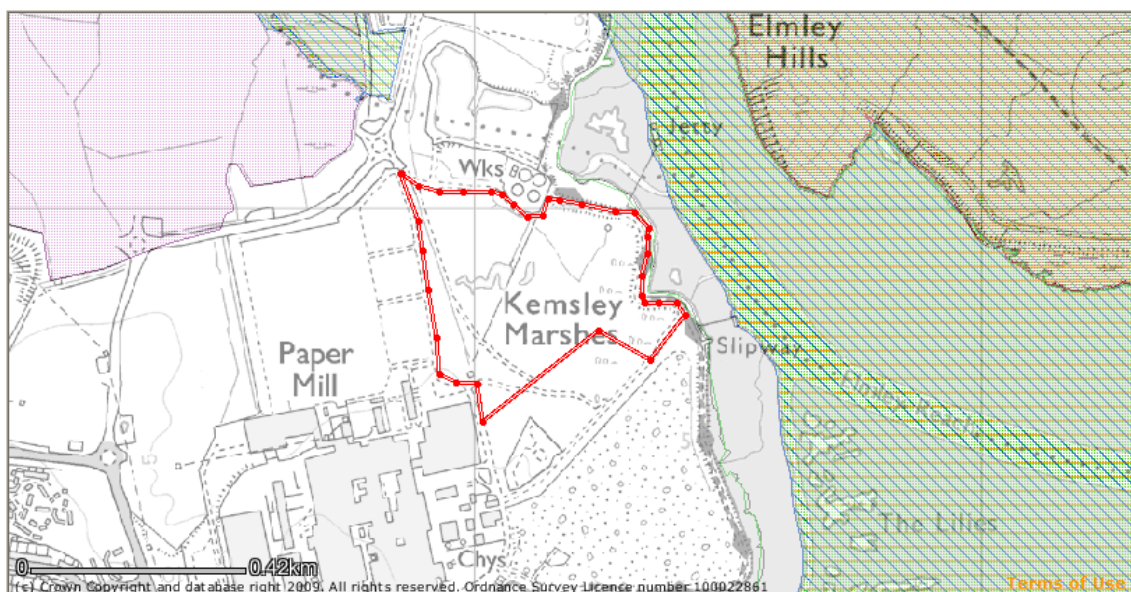 Elmley
Hills
Jetty
Wks
Kemsley
Marshes
Paper
Mill
Slipway
Elmley Reach
The Lilies
Chys
0
0.42km
(c) Crown Copyright and database right 2009. All rights reserved. Ordnance Survey Licence number 100022861
Terms of Use